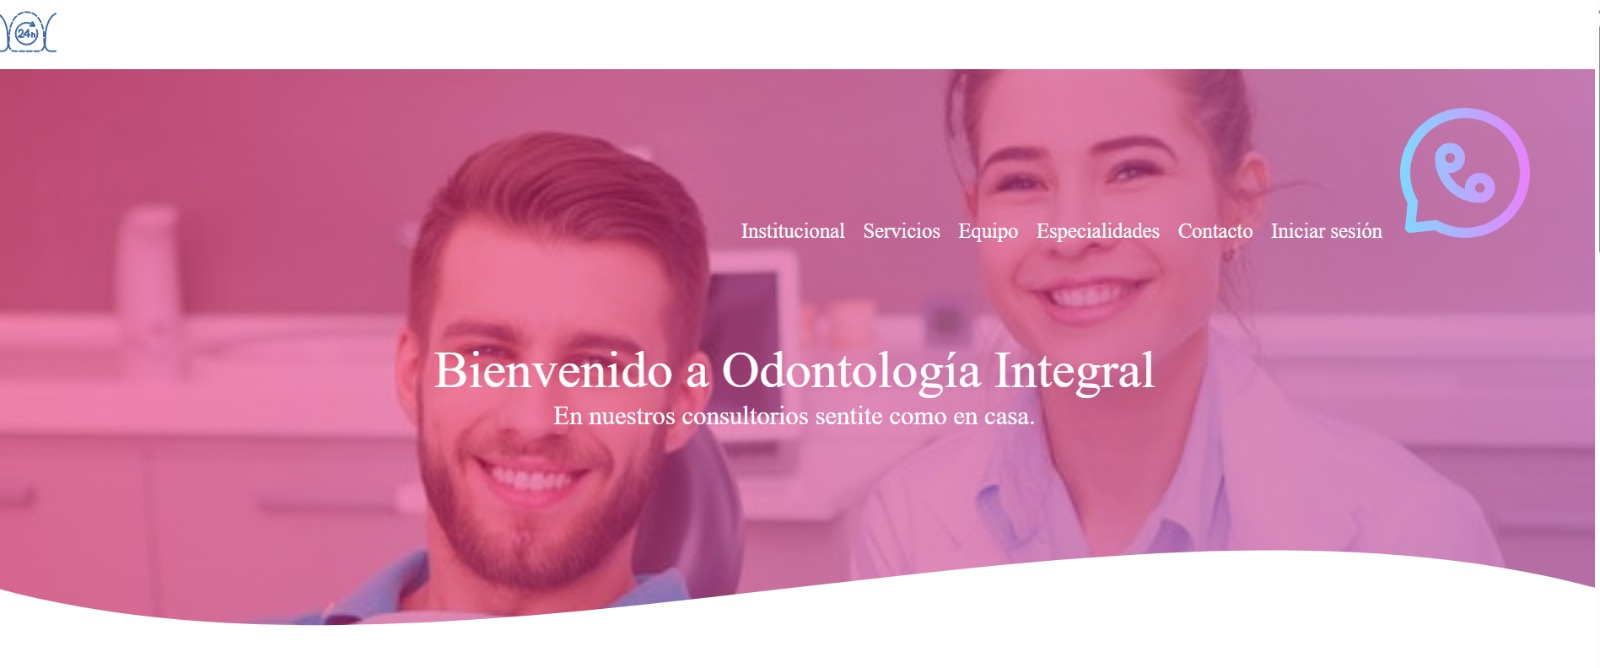 24h
Institucional Servicios Equipo Especialidades Contacto Iniciar sesión
Bienvenido a Odontología Integral
En nuestros consultorios sentite como en casa.